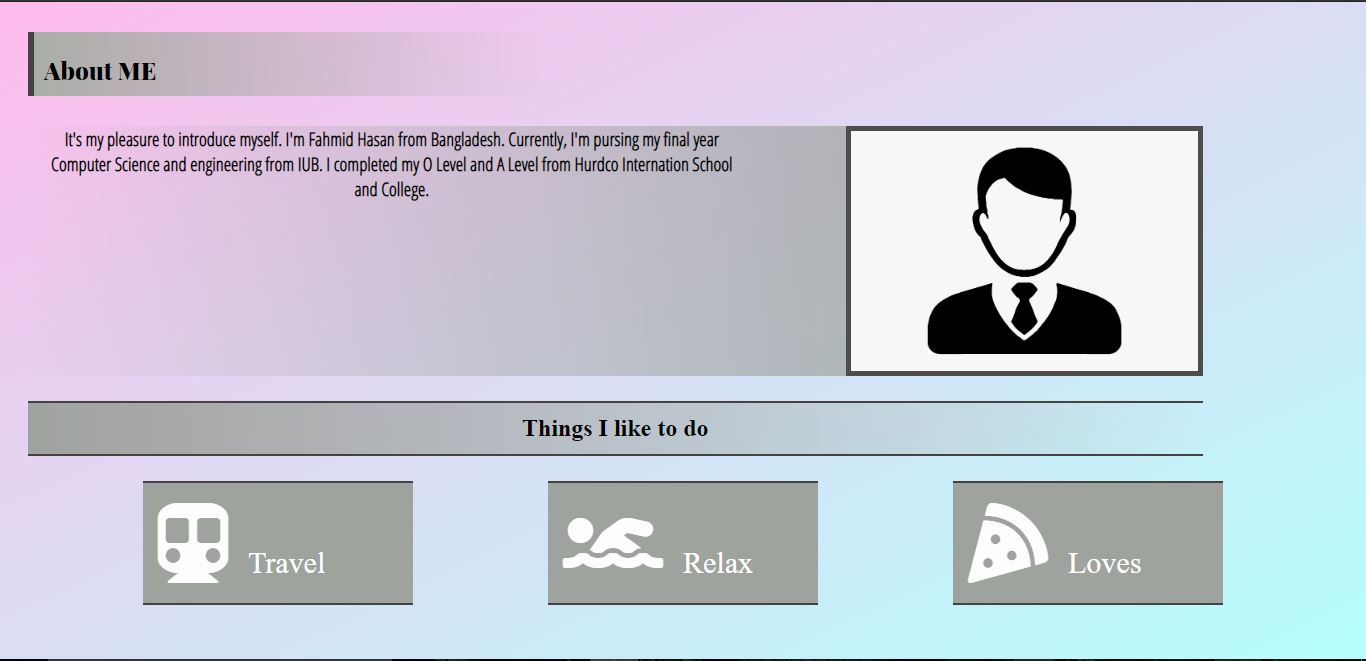 About ME
It's my pleasure to introduce myself. I'm Fahmid Hasan from Bangladesh. Currently, I'm pursing my final year
Computer Science and engineering from IUB. I completed my O Level and A Level from Hurdco Internation School
and College.
Things I like to do
Travel
Relax
Loves